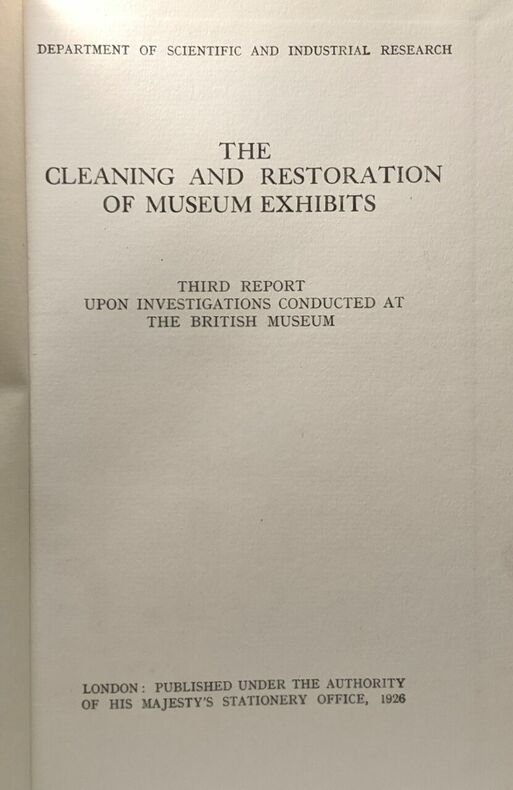 DEPARTMENT OF SCIENTIFIC AND INDUSTRIAL RESEARCH
THE
CLEANING AND RESTORATION
OF MUSEUM EXHIBITS
THIRD REPORT
UPON INVESTIGATIONS CONDUCTED AT
THE BRITISH MUSEUM
LONDON: PUBLISHED UNDER THE AUTHORITY
OF HIS MAJESTY'S STATIONERY OFFICE, 1926